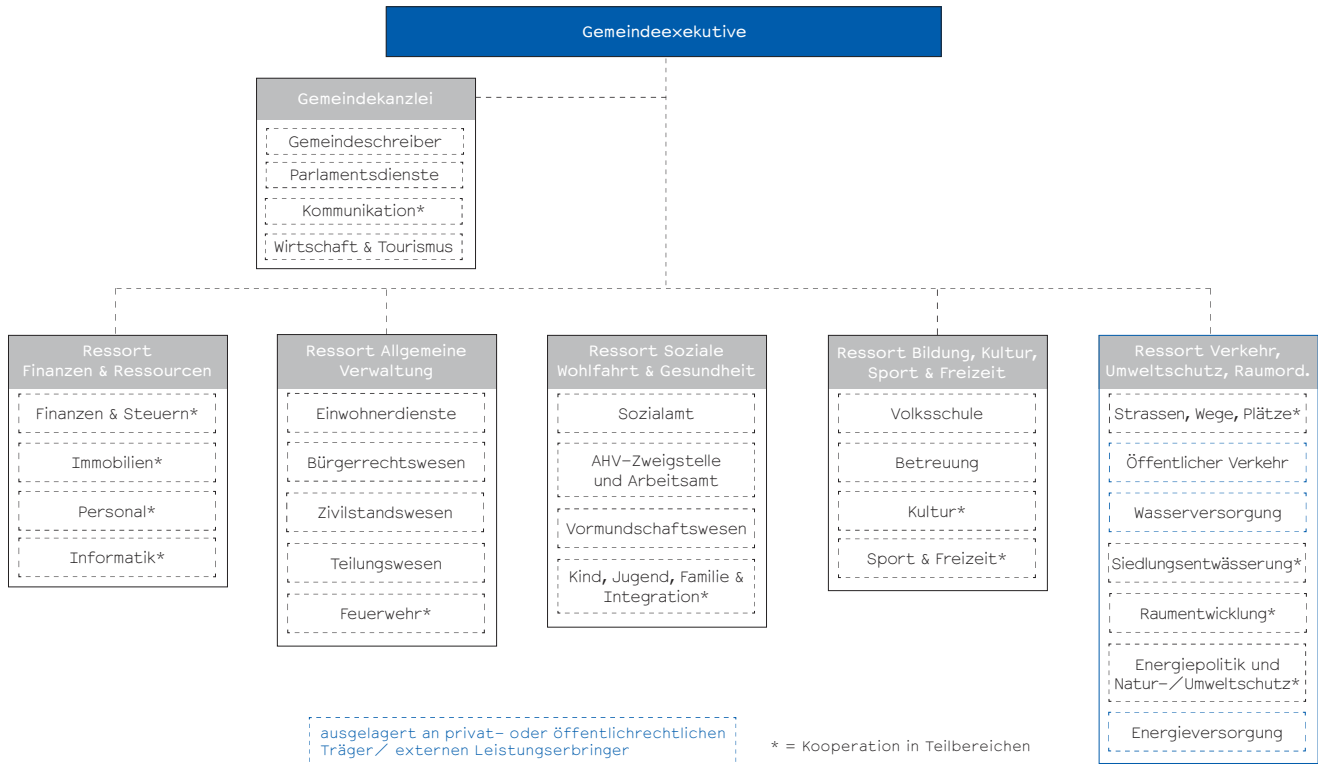 Gemeindeexekutive
Gemeindekanzlei
Gemeindeschreiber
Parlamentsdienste
Kommunikation*
Wirtschaft & Tourismus
Ressort
Finanzen & Ressourcen
Finanzen & Steuern*
Immobilien*
Personal*
Informatik*
Ressort Allgemeine
Verwaltung
Einwohnerdienste
Bürgerrechtswesen
Zivilstandswesen
Teilungswesen
Feuerwehr*
Ressort Soziale
Wohlfahrt & Gesundheit
Sozialamt
AHV-Zweigstelle
und Arbeitsamt
Vormundschaftswesen
Kind, Jugend, Familie &
Integration*
Ressort Bildung, Kultur,
Sport & Freizeit
Volksschule
Betreuung
Kultur*
Sport & Freizeit*
Ressort Verkehr,
Umweltschutz, Raumord.
Strassen, Wege, Plätze*
Öffentlicher Verkehr
Wasserversorgung
Siedlungsentwässerung*
Raumentwicklung*
Energiepolitik und
Natur-/Umweltschutz*
Energieversorgung
ausgelagert an privat- oder öffentlichrechtlichen
Träger/ externen Leistungserbringer
* = Kooperation in Teilbereichen